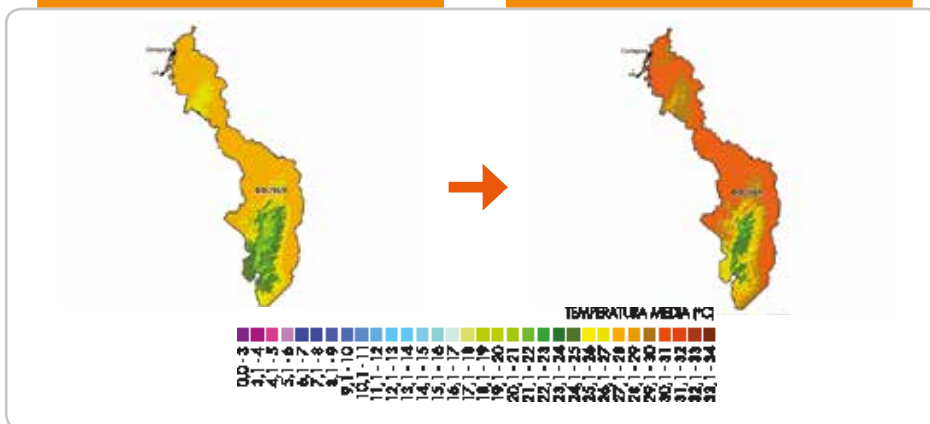 Cartagena
BOLÍVAR
BOLÍVAR
TEMPERATURA MEDIA (°C)
0,0 - 3
3,1 - 4
4,1 - 5
5,1 - 6
6,1 - 7
7,1 - 8
8,1 - 9
9,1 - 10
10,1 - 11
11,1 - 12
12,1 - 13
13,1 - 14
14,1 - 15
15,1 - 16
16,1 - 17
17,1 - 18
18,1 - 19
19,1 - 20
20,1 - 21
21,1 - 22
22,1 - 23
23,1 - 24
24,1 - 25
25,1 - 26
26,1 - 27
27,1 - 28
28,1 - 29
29,1 - 30
30,1 - 31
31,1 - 32
32,1 - 33
33,1 - 34